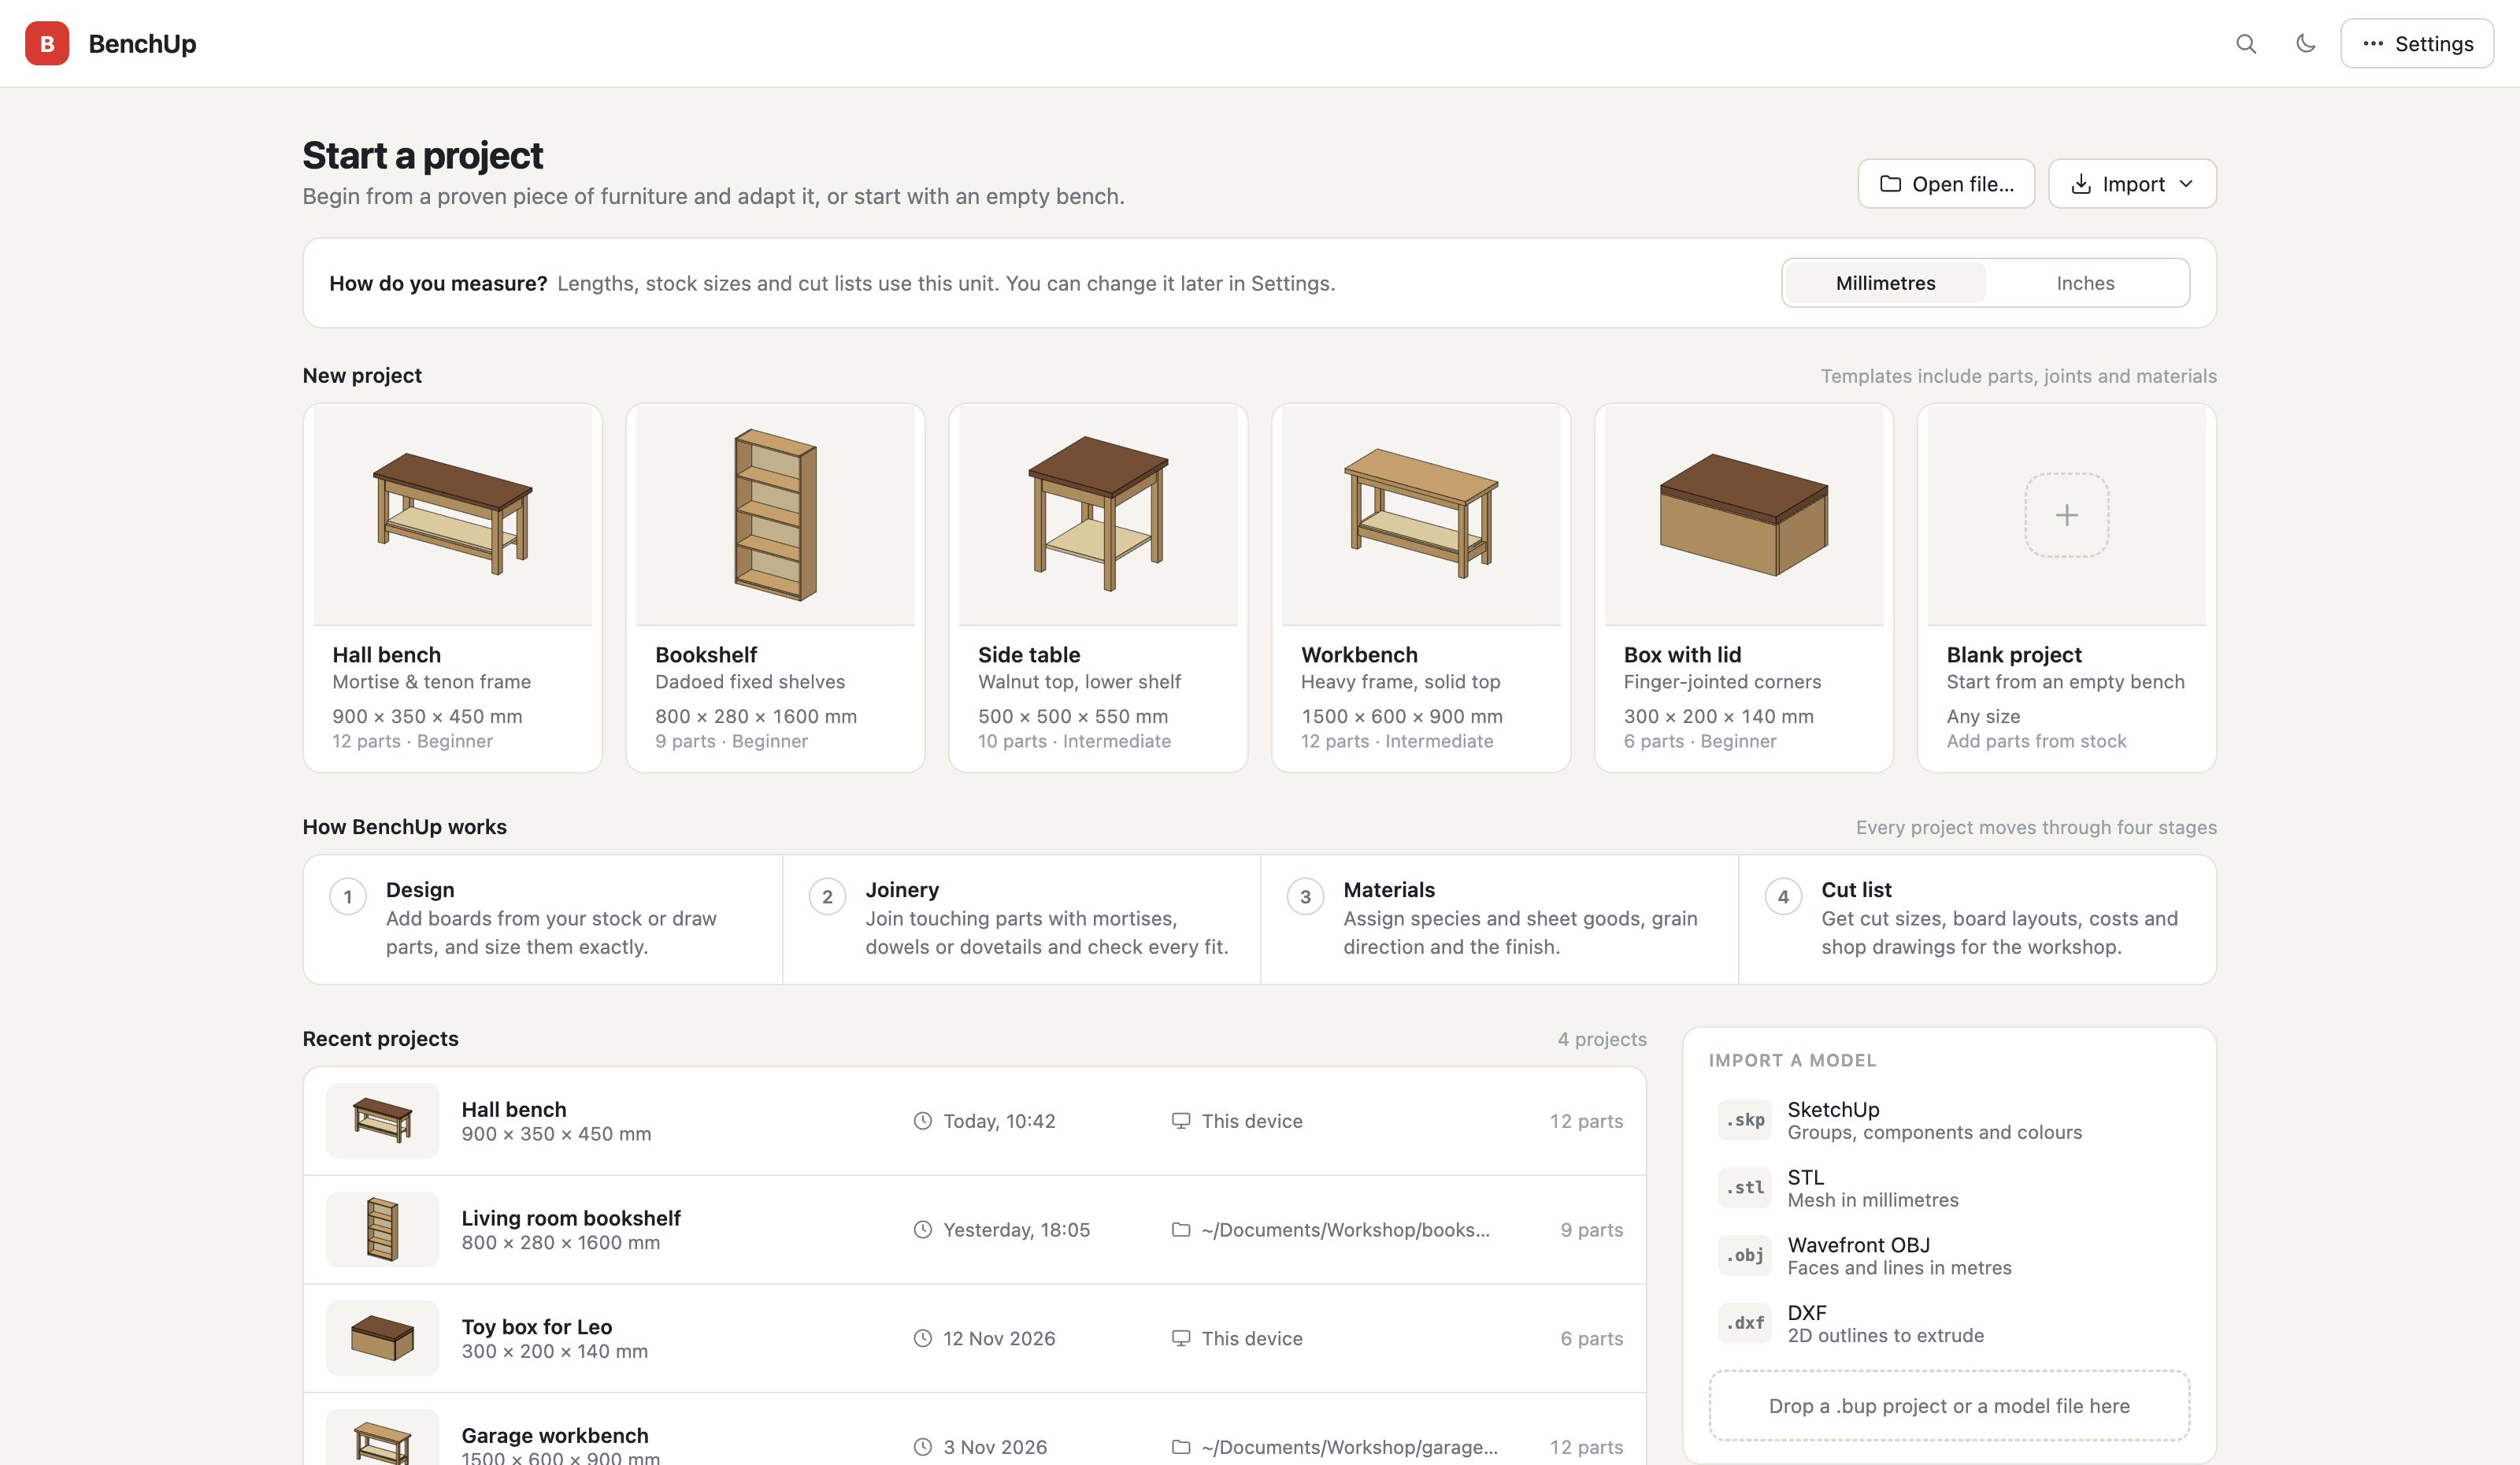 B BenchUp
Settings
Start a project
Begin from a proven piece of furniture and adapt it, or start with an empty bench.
Open file...
Import
How do you measure? Lengths, stock sizes and cut lists use this unit. You can change it later in Settings.
Millimetres
Inches
New project
Templates include parts, joints and materials
Hall bench
Mortise & tenon frame
900 × 350 × 450 mm
12 parts · Beginner
Bookshelf
Dadoed fixed shelves
800 × 280 × 1600 mm
9 parts · Beginner
Side table
Walnut top, lower shelf
500 × 500 × 550 mm
10 parts · Intermediate
Workbench
Heavy frame, solid top
1500 × 600 × 900 mm
12 parts · Intermediate
Box with lid
Finger-jointed corners
300 × 200 × 140 mm
6 parts · Beginner
Blank project
Start from an empty bench
Any size
Add parts from stock
How BenchUp works
Every project moves through four stages
1
Design
Add boards from your stock or draw
parts, and size them exactly.
2
Joinery
Join touching parts with mortises,
dowels or dovetails and check every fit.
3
Materials
Assign species and sheet goods, grain
direction and the finish.
4
Cut list
Get cut sizes, board layouts, costs and
shop drawings for the workshop.
Recent projects
4 projects
Hall bench
900 × 350 × 450 mm
Today, 10:42
This device
12 parts
Living room bookshelf
800 × 280 × 1600 mm
Yesterday, 18:05
~/Documents/Workshop/books...
9 parts
Toy box for Leo
300 × 200 × 140 mm
12 Nov 2026
This device
6 parts
Garage workbench
1500 × 600 × 900 mm
3 Nov 2026
~/Documents/Workshop/garage...
12 parts
IMPORT A MODEL
.skp
SketchUp
Groups, components and colours
.stl
STL
Mesh in millimetres
.obj
Wavefront OBJ
Faces and lines in metres
.dxf
DXF
2D outlines to extrude
Drop a .bup project or a model file here